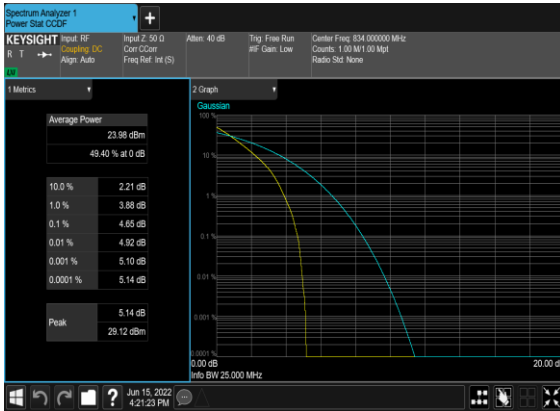 Spectrum Analyzer 1
Power Stat CCDF
KEYSIGHT
R T
LXI
Input: RF
Coupling: DC
Align: Auto
Input Z: 50 Ω
Corr CCorr
Freq Ref: Int (S)
Atten: 40 dB
Trig: Free Run
#IF Gain: Low
Center Freq: 834.000000 MHz
Counts: 1.00 M/1.00 Mpt
Radio Std: None
1 Metrics
Average Power
23.98 dBm
49.40 % at 0 dB
10.0 % 2.21 dB
1.0 % 3.88 dB
0.1 % 4.65 dB
0.01 % 4.92 dB
0.001 % 5.10 dB
0.0001 % 5.14 dB
Peak
5.14 dB
29.12 dBm
2 Graph
Gaussian
100 %
10 %
1 %
0.1 %
0.01 %
0.001 %
0.0001 %
0.00 dB
20.00 d
Info BW 25.000 MHz
?
Jun 15, 2022
4:21:23 PM